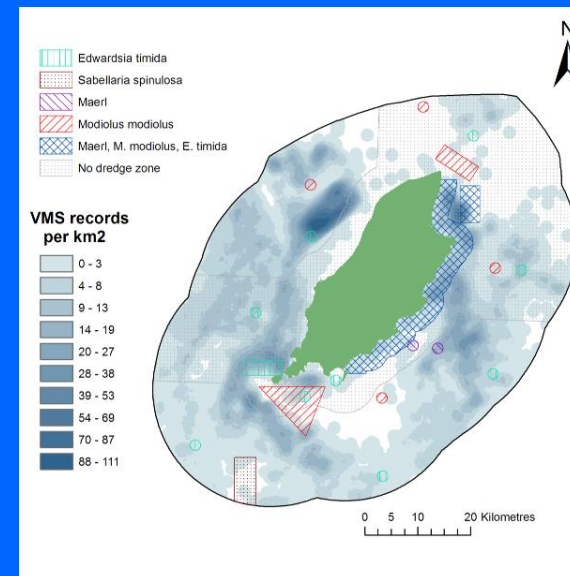 N
Edwardsia timida
Sabellaria spinulosa
Maerl
Modiolus modiolus
Maerl, M. modiolus, E. timida
No dredge zone
VMS records
per km2
0 - 3
4 - 8
9 - 13
14 - 19
20 - 27
28 - 38
39 - 53
54 - 69
70 - 87
88 - 111
0 5 10 20 Kilometres